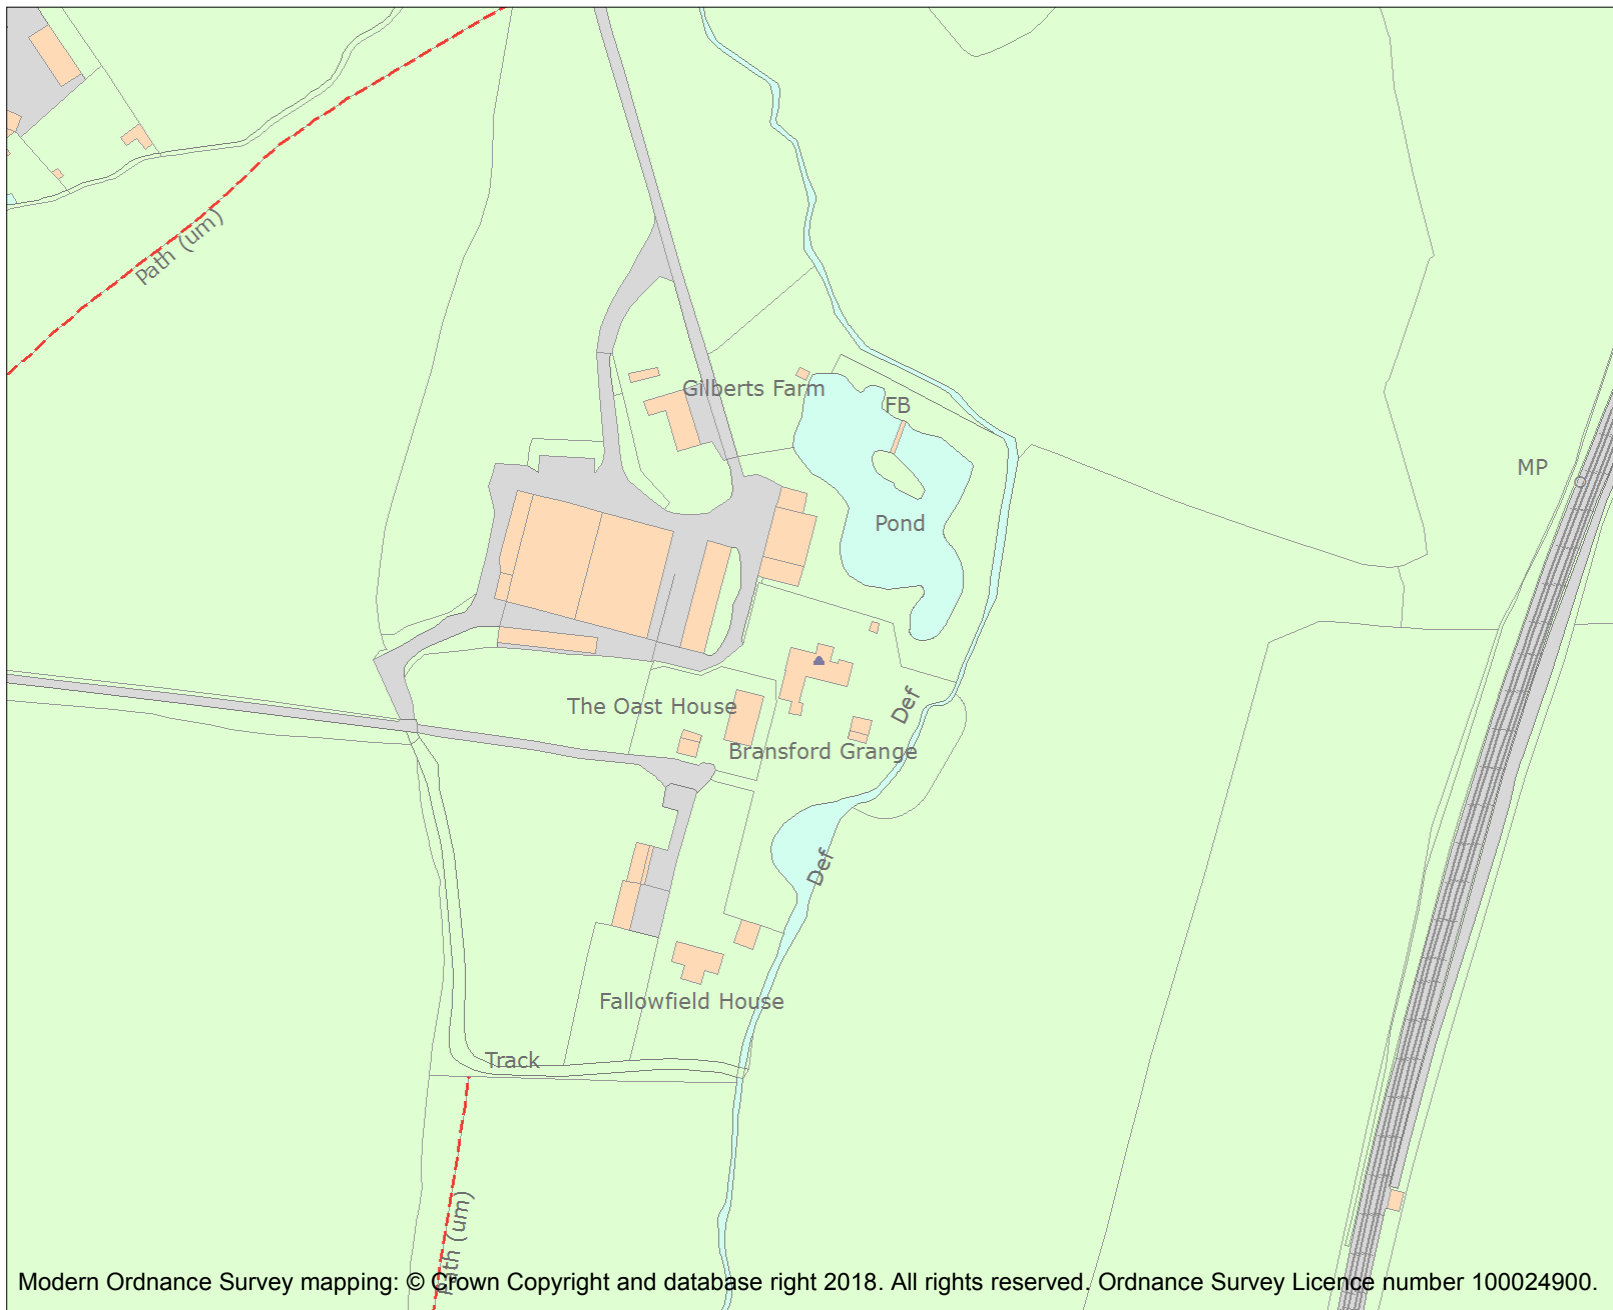 Path (um)
Gilberts Farm
FB
MP
Pond
The Oast House
Def
Bransford Grange
Def
Fallowfield House
Track
Path (um)
Modern Ordnance Survey mapping: © Crown Copyright and database right 2018. All rights reserved. Ordnance Survey Licence number 100024900.